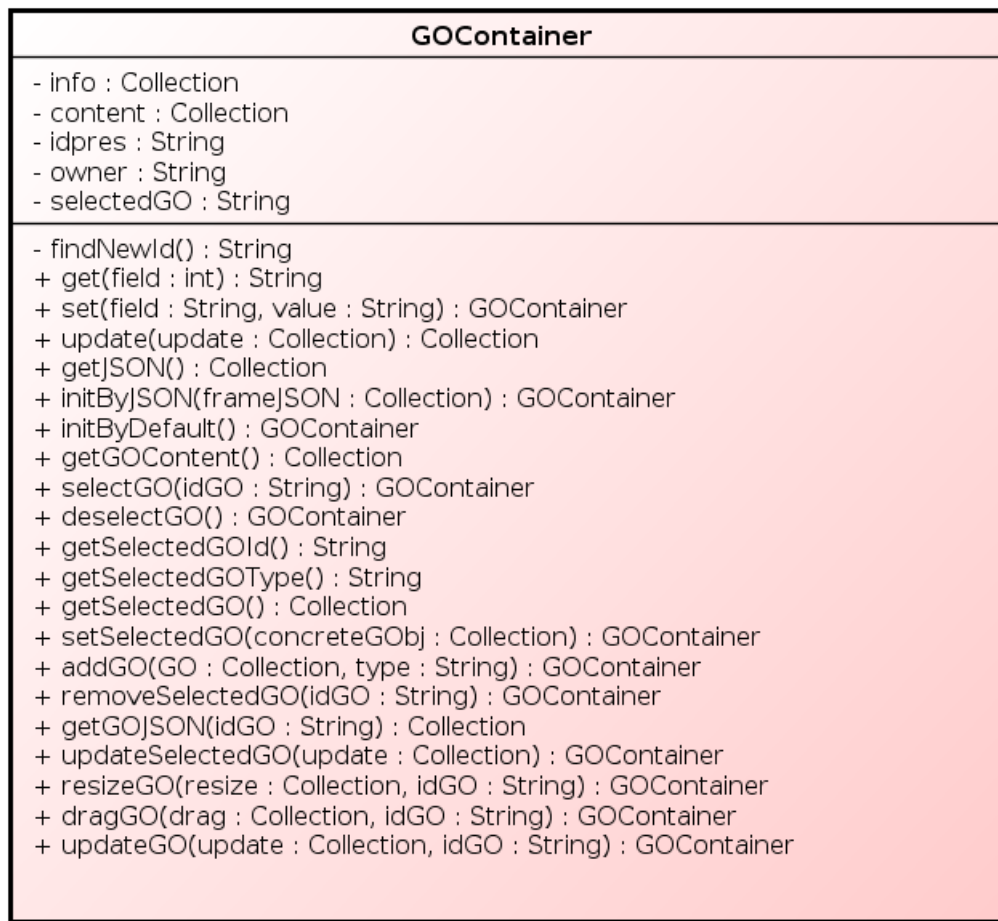 GOContainer
- info : Collection
- content : Collection
- idpres : String
- owner : String
- selectedGO : String
- findNewId() : String
+ get(field : int) : String
+ set(field : String, value : String) : GOContainer
+ update(update : Collection) : Collection
+ getJSON() : Collection
+ initByJSON(frameJSON : Collection) : GOContainer
+ initByDefault() : GOContainer
+ getGOContent() : Collection
+ selectGO(idGO : String) : GOContainer
+ deselectGO() : GOContainer
+ getSelectedGOId() : String
+ getSelectedGOType() : String
+ getSelectedGO() : Collection
+ setSelectedGO(concreteGObj : Collection) : GOContainer
+ addGO(GO : Collection, type : String) : GOContainer
+ removeSelectedGO(idGO : String) : GOContainer
+ getGOJSON(idGO : String) : Collection
+ updateSelectedGO(update : Collection) : GOContainer
+ resizeGO(resize : Collection, idGO : String) : GOContainer
+ dragGO(drag : Collection, idGO : String) : GOContainer
+ updateGO(update : Collection, idGO : String) : GOContainer